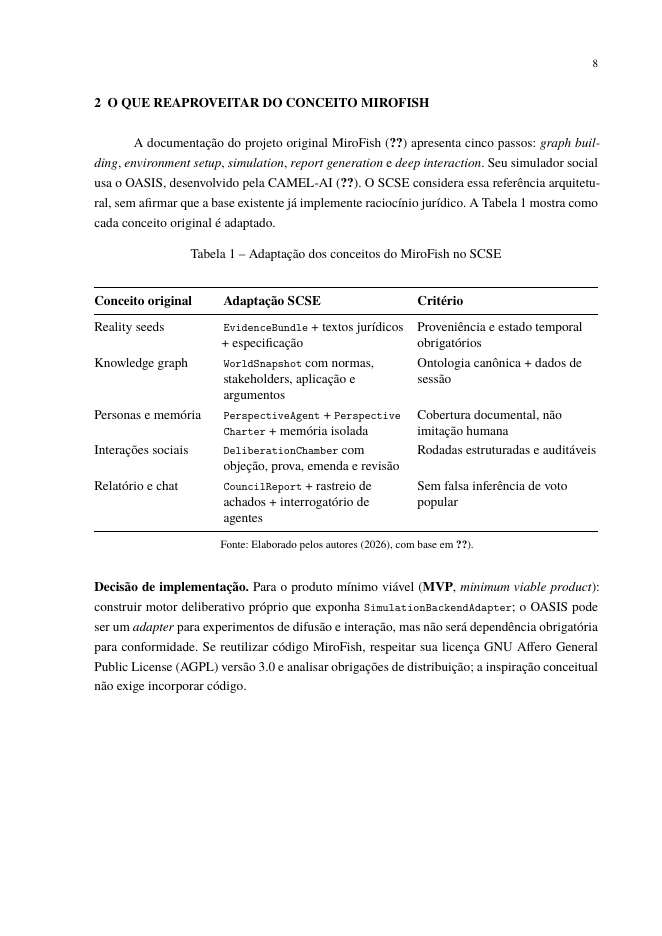 8
2 O QUE REAPROVEITAR DO CONCEITO MIROFISH
A documentação do projeto original MiroFish (??) apresenta cinco passos: graph buil-
ding, environment setup, simulation, report generation e deep interaction. Seu simulador social
usa o OASIS, desenvolvido pela CAMEL-AI (??). O SCSE considera essa referência arquitetu-
ral, sem afirmar que a base existente já implemente raciocínio jurídico. A Tabela 1 mostra como
cada conceito original é adaptado.
Tabela 1 – Adaptação dos conceitos do MiroFish no SCSE
Conceito original Adaptação SCSE Critério
Reality seeds EvidenceBundle + textos jurídicos Proveniência e estado temporal
+ especificação obrigatórios
Knowledge graph WorldSnapshot com normas, Ontologia canônica + dados de
stakeholders, aplicação e sessão
argumentos
Personas e memória PerspectiveAgent + Perspective Cobertura documental, não
Charter + memória isolada imitação humana
Interações sociais DeliberationChamber com Rodadas estruturadas e auditáveis
objeção, prova, emenda e revisão
Relatório e chat CouncilReport + rastreio de Sem falsa inferência de voto
achados + interrogatório de popular
agentes
Fonte: Elaborado pelos autores (2026), com base em ??).
Decisão de implementação. Para o produto mínimo viável (MVP, minimum viable product):
construir motor deliberativo próprio que exponha SimulationBackendAdapter; o OASIS pode
ser um adapter para experimentos de difusão e interação, mas não será dependência obrigatória
para conformidade. Se reutilizar código MiroFish, respeitar sua licença GNU Affero General
Public License (AGPL) versão 3.0 e analisar obrigações de distribuição; a inspiração conceitual
não exige incorporar código.